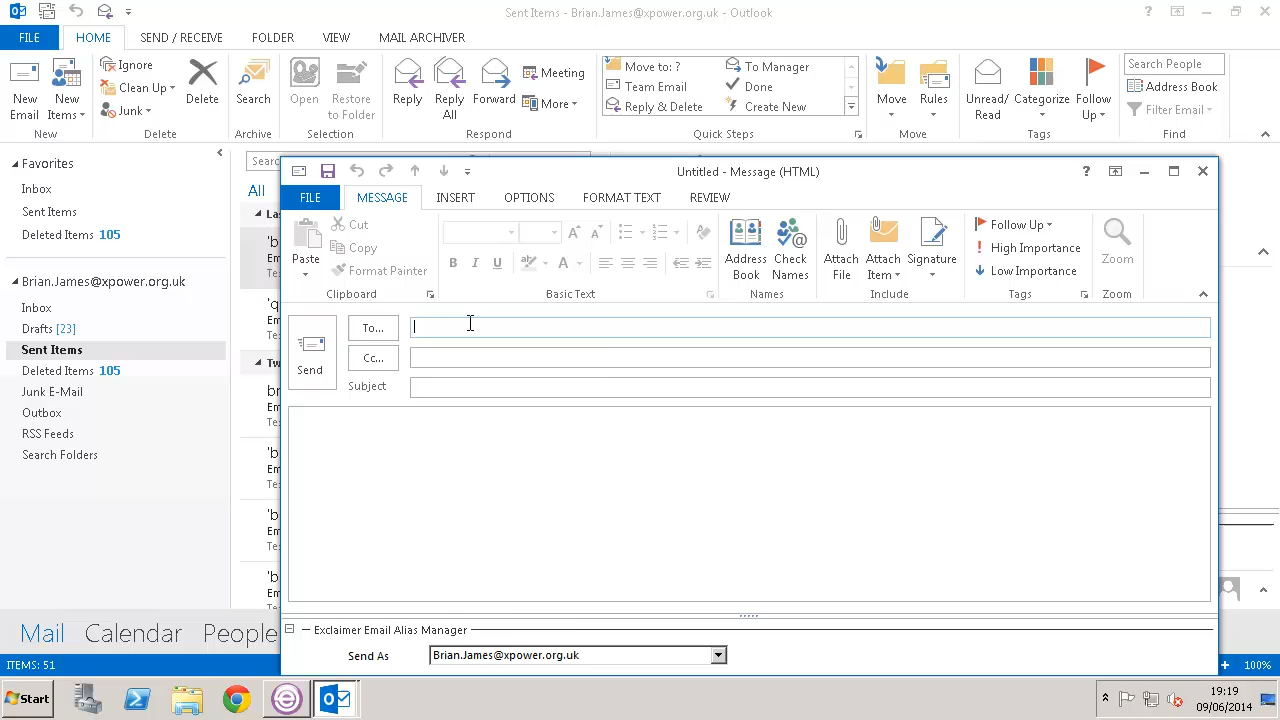 Sent Items - Brian.James@xpower.org.uk - Outlook
FILE HOME SEND / RECEIVE FOLDER VIEW MAIL ARCHIVER
New Email
New Items
New
Ignore
Clean Up
Junk
Delete
Delete
Search
Archive
Open
Restore to Folder
Selection
Reply
Reply All
Forward
Meeting
More
Respond
Move to: ?
Team Email
Reply & Delete
To Manager
Done
Create New
Quick Steps
Move
Rules
Move
Unread/ Read
Categorize
Follow Up
Tags
Search People
Address Book
Filter Email
Find
Favorites
Inbox
Sent Items
Deleted Items 105
Brian.James@xpower.org.uk
Inbox
Drafts [23]
Sent Items
Deleted Items 105
Junk E-Mail
Outbox
RSS Feeds
Search Folders
Mail Calendar People
ITEMS: 51
100%
All
Untitled - Message (HTML)
FILE MESSAGE INSERT OPTIONS FORMAT TEXT REVIEW
Paste
Cut
Copy
Format Painter
Clipboard
B I U
Basic Text
Address Book
Check Names
Names
Attach File
Attach Item
Signature
Include
Follow Up
High Importance
Low Importance
Tags
Zoom
Zoom
Send
To...
Cc...
Subject
Exclaimer Email Alias Manager
Send As Brian.James@xpower.org.uk
Start
19:19
09/06/2014